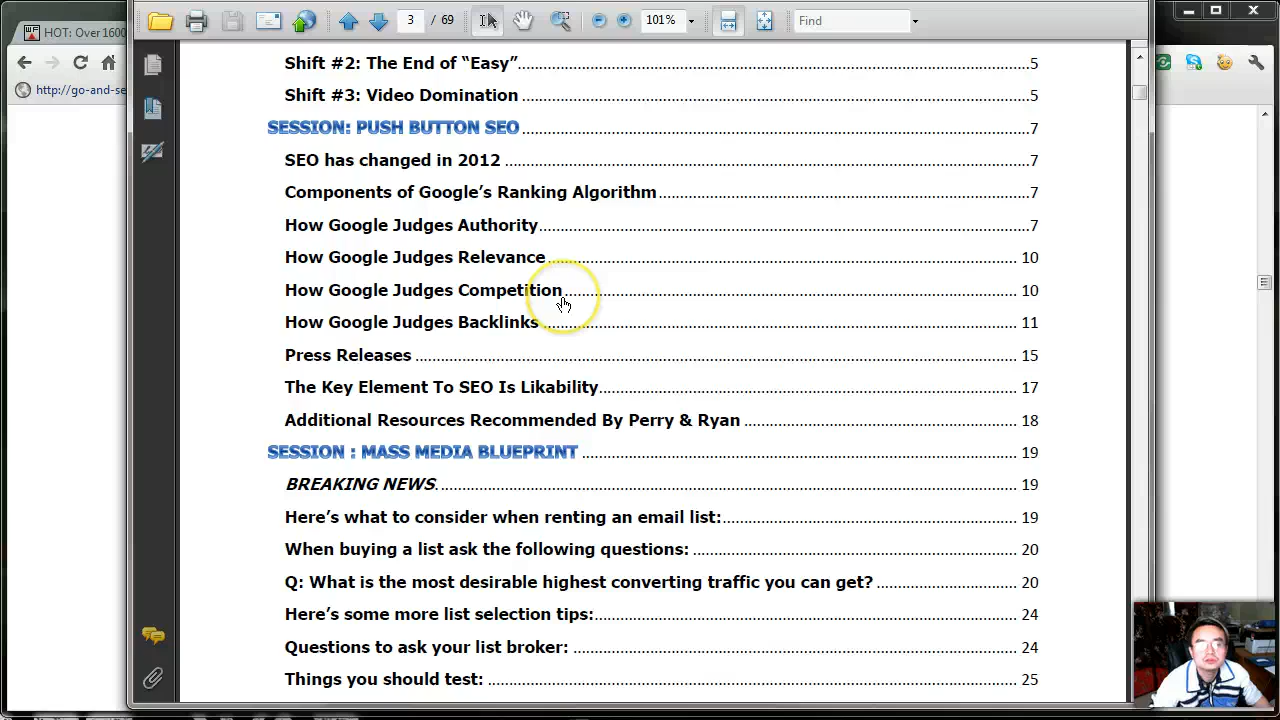 HOT: Over 1600
http://go-and-se
3 / 69
101%
Find
Shift #2: The End of “Easy” 5
Shift #3: Video Domination 5
SESSION: PUSH BUTTON SEO 7
SEO has changed in 2012 7
Components of Google’s Ranking Algorithm 7
How Google Judges Authority 7
How Google Judges Relevance 10
How Google Judges Competition 10
How Google Judges Backlinks 11
Press Releases 15
The Key Element To SEO Is Likability 17
Additional Resources Recommended By Perry & Ryan 18
SESSION : MASS MEDIA BLUEPRINT 19
BREAKING NEWS. 19
Here’s what to consider when renting an email list: 19
When buying a list ask the following questions: 20
Q: What is the most desirable highest converting traffic you can get? 20
Here’s some more list selection tips: 24
Questions to ask your list broker: 24
Things you should test: 25